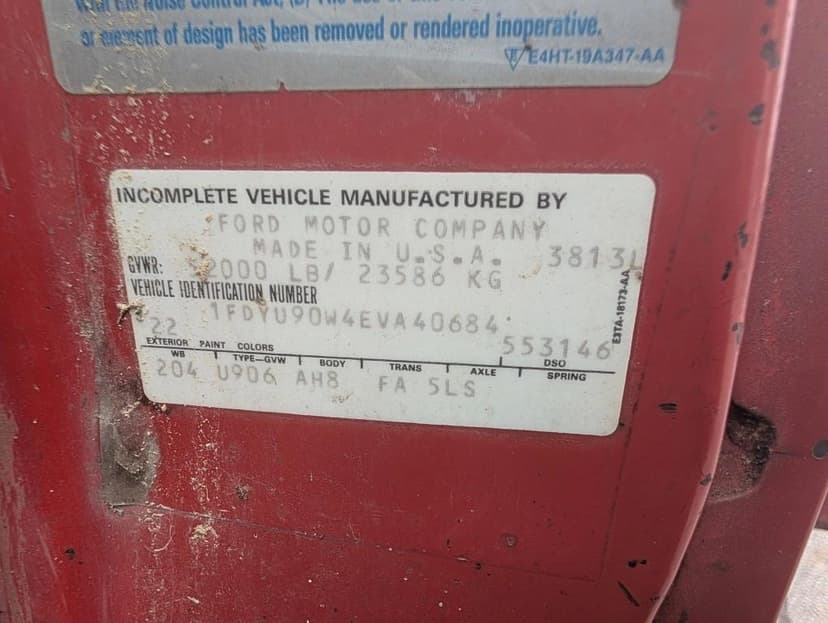 or element of design has been removed or rendered inoperative.
E4HT-19A347-AA
INCOMPLETE VEHICLE MANUFACTURED BY
FORD MOTOR COMPANY
MADE IN U.S.A. 3813L
GVWR: 52000 LB/ 23586 KG
VEHICLE IDENTIFICATION NUMBER
1FDYU90W4EVA40684
22 553146
EXTERIOR PAINT COLORS DSO
WB TYPE—GVW BODY TRANS AXLE SPRING
204 U906 AH8 FA 5LS
E3TA-18173-AA